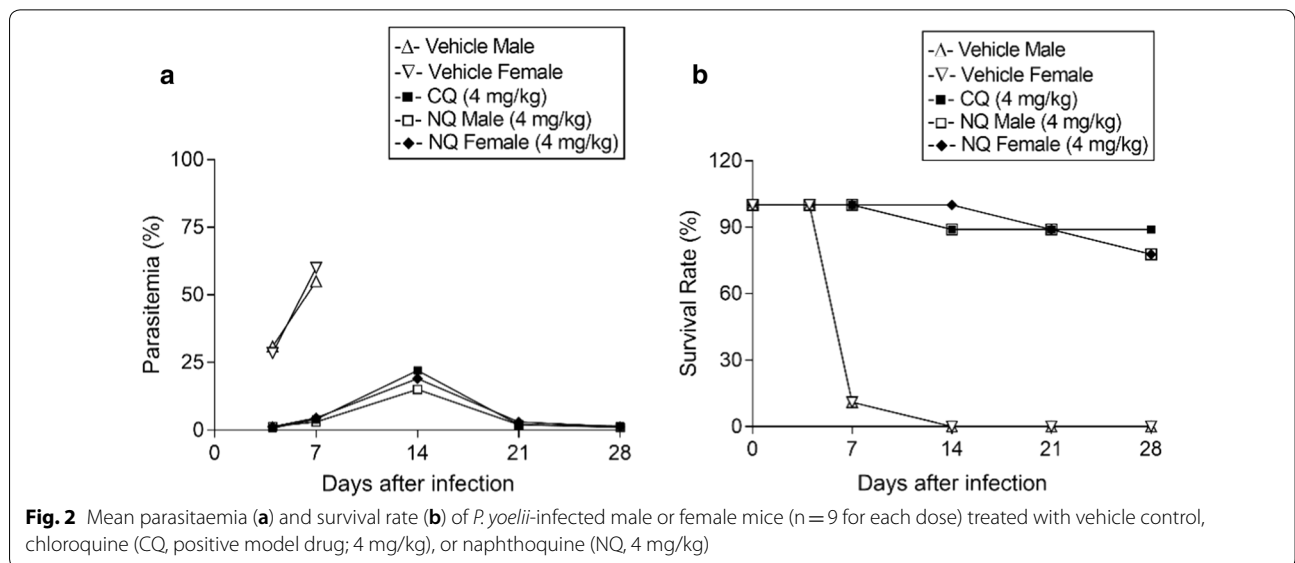 a
-△- Vehicle Male
-▽- Vehicle Female
-■- CQ (4 mg/kg)
-□- NQ Male (4 mg/kg)
-◆- NQ Female (4 mg/kg)
100
75
50
25
0
Parasitemia (%)
0 7 14 21 28
Days after infection
b
-△- Vehicle Male
-▽- Vehicle Female
-■- CQ (4 mg/kg)
-□- NQ Male (4 mg/kg)
-◆- NQ Female (4 mg/kg)
120
90
60
30
0
Survival Rate (%)
0 7 14 21 28
Days after infection
Fig. 2 Mean parasitaemia (a) and survival rate (b) of P. yoelii-infected male or female mice (n = 9 for each dose) treated with vehicle control,
chloroquine (CQ, positive model drug; 4 mg/kg), or naphthoquine (NQ, 4 mg/kg)